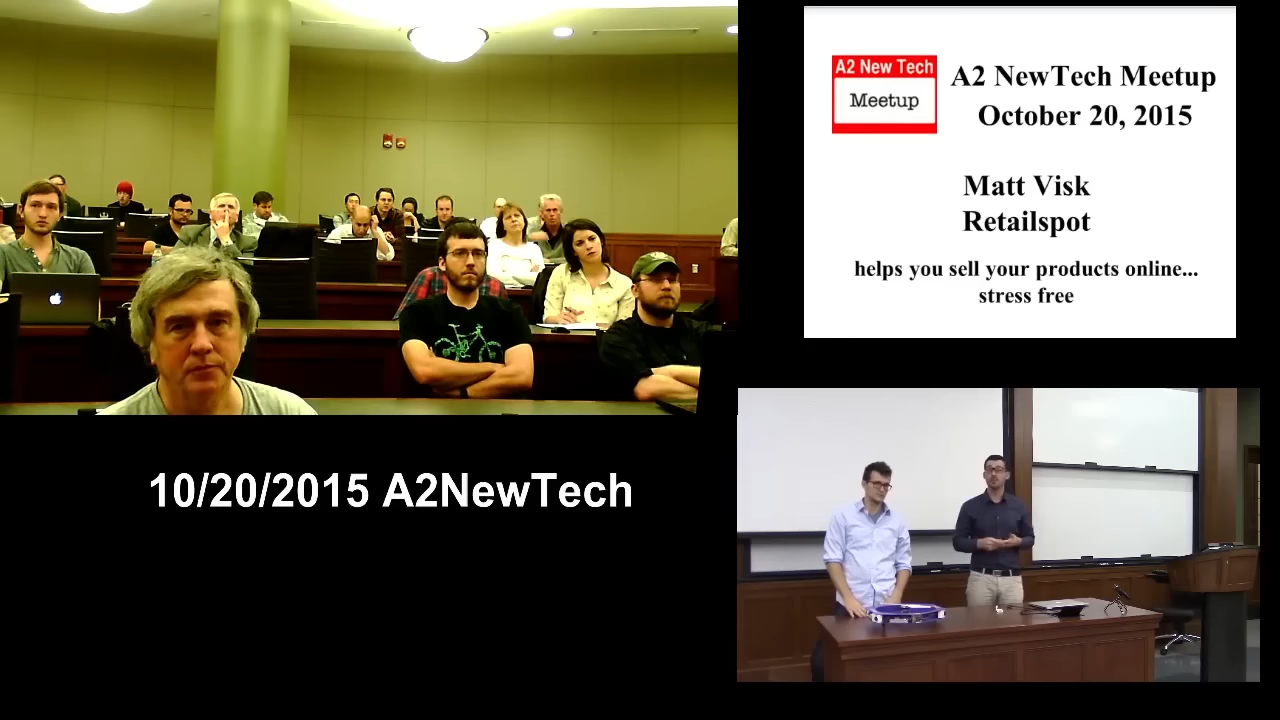 A2 New Tech
Meetup
A2 NewTech Meetup
October 20, 2015
Matt Visk
Retailspot
helps you sell your products online...
stress free
10/20/2015 A2NewTech